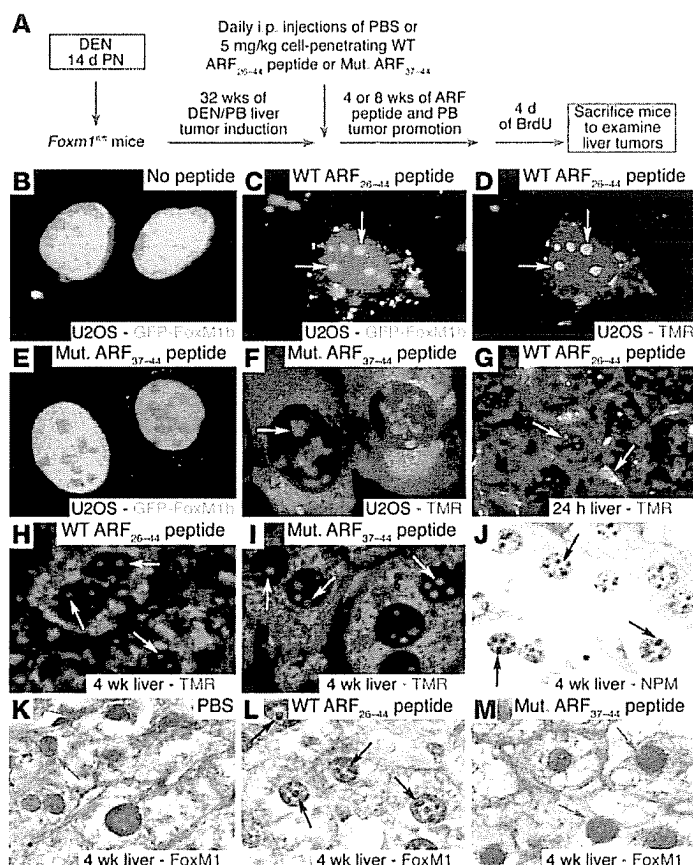 A
DEN
14 d PN
Daily i.p. injections of PBS or
5 mg/kg cell-penetrating WT
ARF26–44 peptide or Mut. ARF37–44
Foxm1fl/fl mice
32 wks of
DEN/PB liver
tumor induction
4 or 8 wks of ARF
peptide and PB
tumor promotion
4 d
of BrdU
Sacrifice mice
to examine
liver tumors
B No peptide
U2OS - GFP-FoxM1b
C WT ARF26–44 peptide
U2OS - GFP-FoxM1b
D WT ARF26–44 peptide
U2OS - TMR
E Mut. ARF37–44 peptide
U2OS - GFP-FoxM1b
F Mut. ARF37–44 peptide
U2OS - TMR
G WT ARF26–44 peptide
24 h liver - TMR
H WT ARF26–44 peptide
4 wk liver - TMR
I Mut. ARF37–44 peptide
4 wk liver - TMR
J
4 wk liver - NPM
K PBS
4 wk liver - FoxM1
L WT ARF26–44 peptide
4 wk liver - FoxM1
M Mut. ARF37–44 peptide
4 wk liver - FoxM1